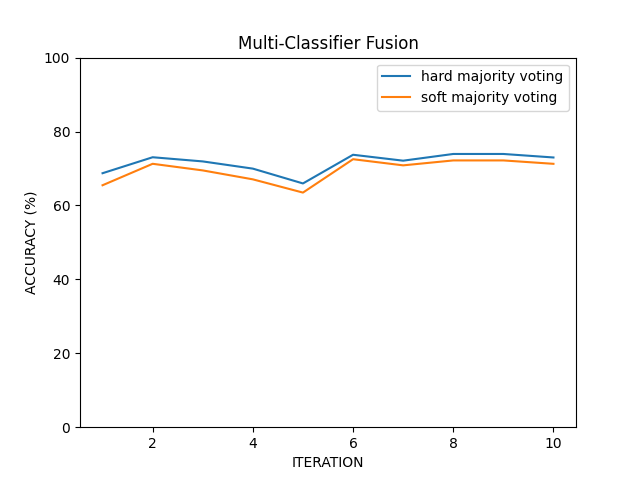 Multi-Classifier Fusion
hard majority voting
soft majority voting
100
80
60
40
20
0
ACCURACY (%)
2 4 6 8 10
ITERATION